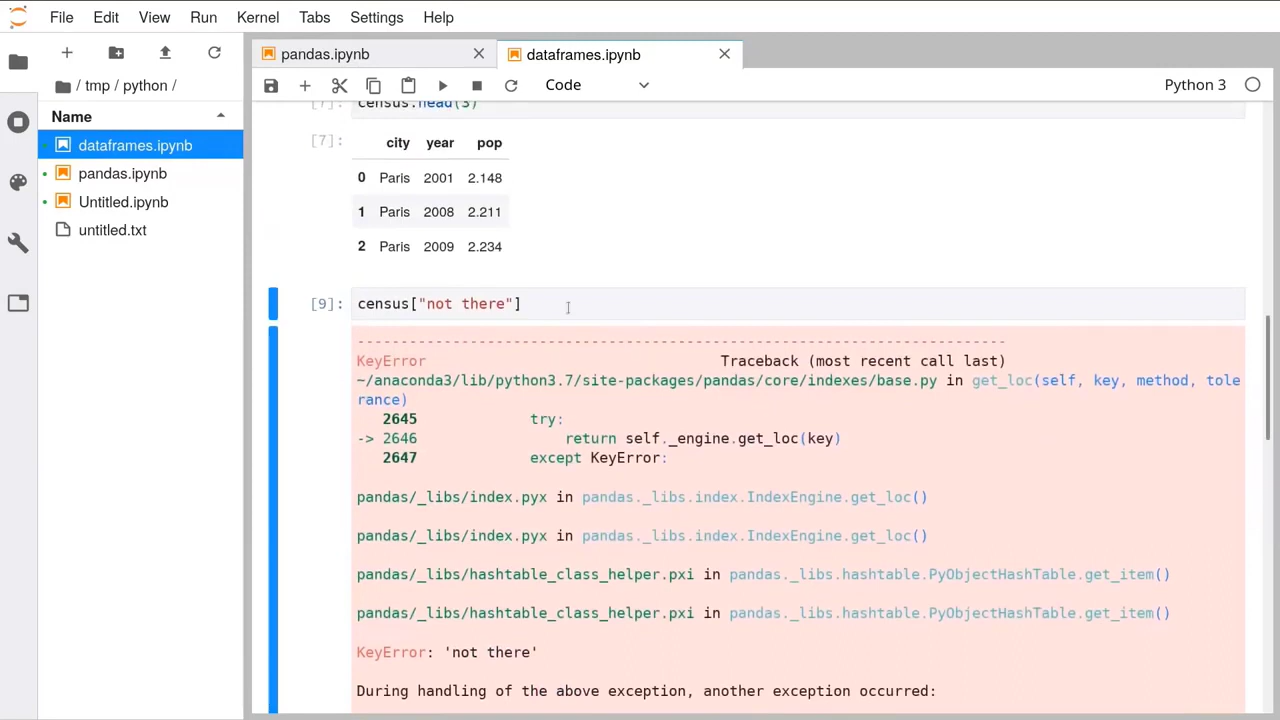 File Edit View Run Kernel Tabs Settings Help
pandas.ipynb
dataframes.ipynb
/ tmp / python /
Code
Python 3
Name
dataframes.ipynb
pandas.ipynb
Untitled.ipynb
untitled.txt
[7]: census.head(3)
[7]: city year pop
0 Paris 2001 2.148
1 Paris 2008 2.211
2 Paris 2009 2.234
[9]: census["not there"]
---------------------------------------------------------------------------
KeyError Traceback (most recent call last)
~/anaconda3/lib/python3.7/site-packages/pandas/core/indexes/base.py in get_loc(self, key, method, tole
rance)
2645 try:
-> 2646 return self._engine.get_loc(key)
2647 except KeyError:
pandas/_libs/index.pyx in pandas._libs.index.IndexEngine.get_loc()
pandas/_libs/index.pyx in pandas._libs.index.IndexEngine.get_loc()
pandas/_libs/hashtable_class_helper.pxi in pandas._libs.hashtable.PyObjectHashTable.get_item()
pandas/_libs/hashtable_class_helper.pxi in pandas._libs.hashtable.PyObjectHashTable.get_item()
KeyError: 'not there'
During handling of the above exception, another exception occurred: